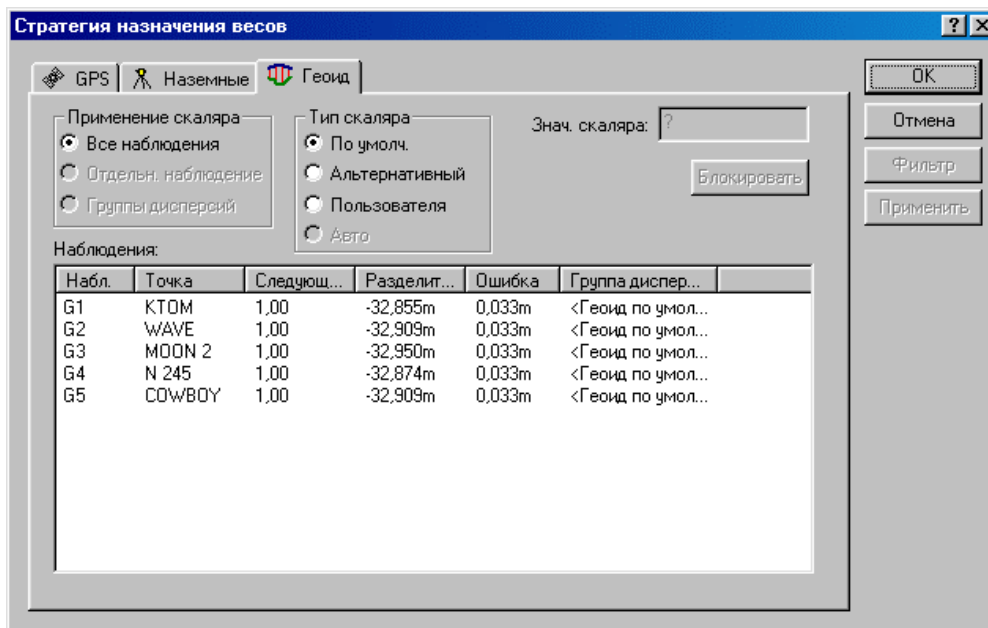 Стратегия назначения весов
GPS Наземные Геоид
OK
Отмена
Фильтр
Применить
Применение скаляра
Все наблюдения
Отдельн. наблюдение
Группы дисперсий
Тип скаляра
По умолч.
Альтернативный
Пользователя
Авто
Знач. скаляра: ?
Блокировать
Наблюдения:
Набл. Точка Следующ... Разделит... Ошибка Группа диспер...
G1 KTOM 1,00 -32,855m 0,033m <Геоид по умол...
G2 WAVE 1,00 -32,909m 0,033m <Геоид по умол...
G3 MOON 2 1,00 -32,950m 0,033m <Геоид по умол...
G4 N 245 1,00 -32,874m 0,033m <Геоид по умол...
G5 COWBOY 1,00 -32,909m 0,033m <Геоид по умол...